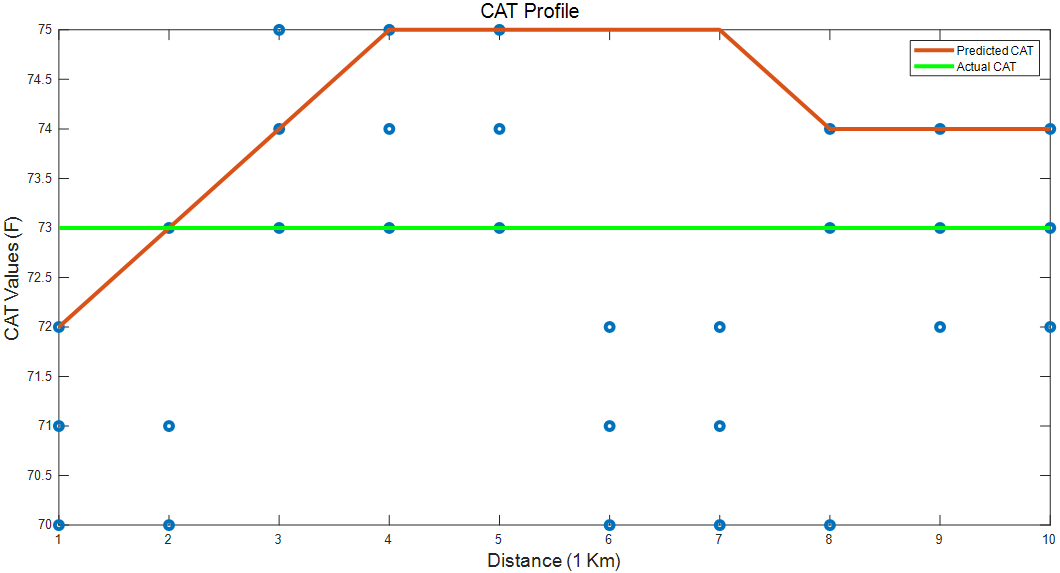 CAT Profile
Predicted CAT
Actual CAT
CAT Values (F)
75
74.5
74
73.5
73
72.5
72
71.5
71
70.5
70
1 2 3 4 5 6 7 8 9 10
Distance (1 Km)